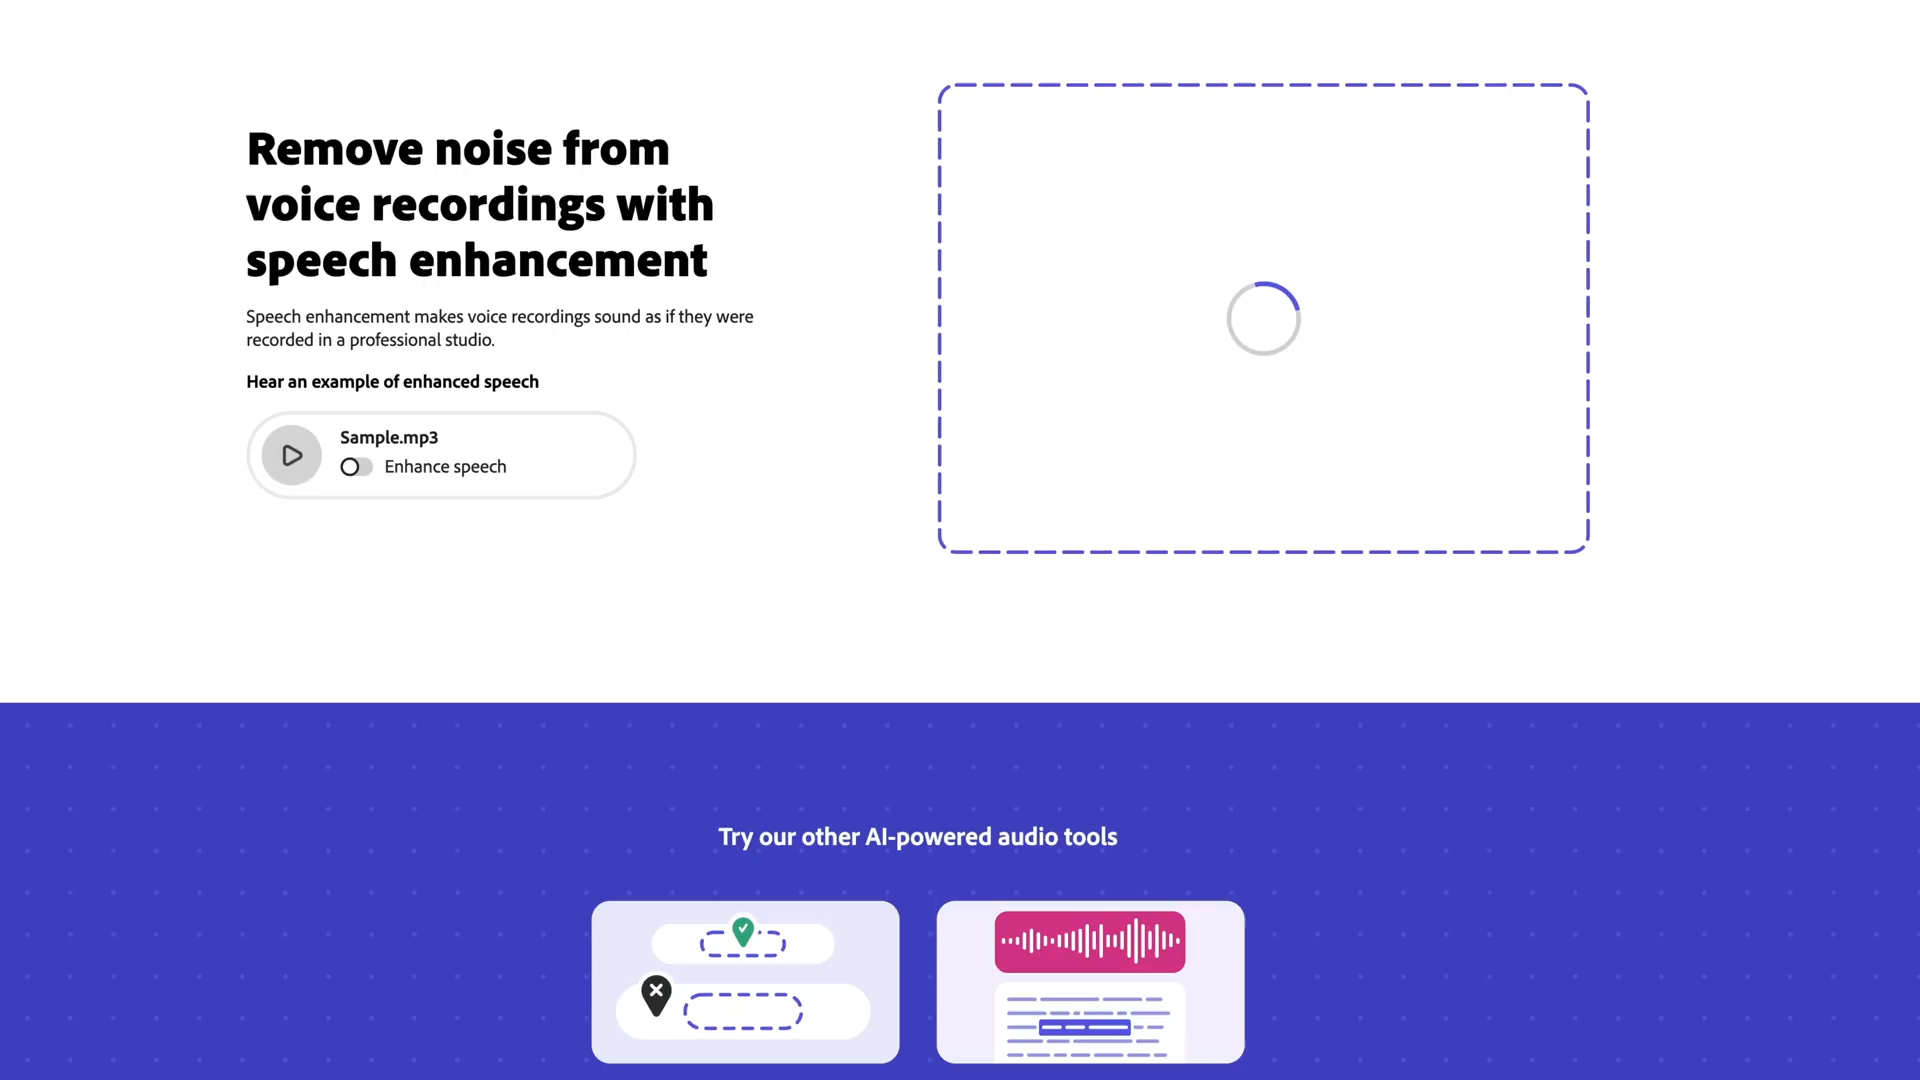 Remove noise from
voice recordings with
speech enhancement
Speech enhancement makes voice recordings sound as if they were
recorded in a professional studio.
Hear an example of enhanced speech
Sample.mp3
Enhance speech
Try our other AI-powered audio tools